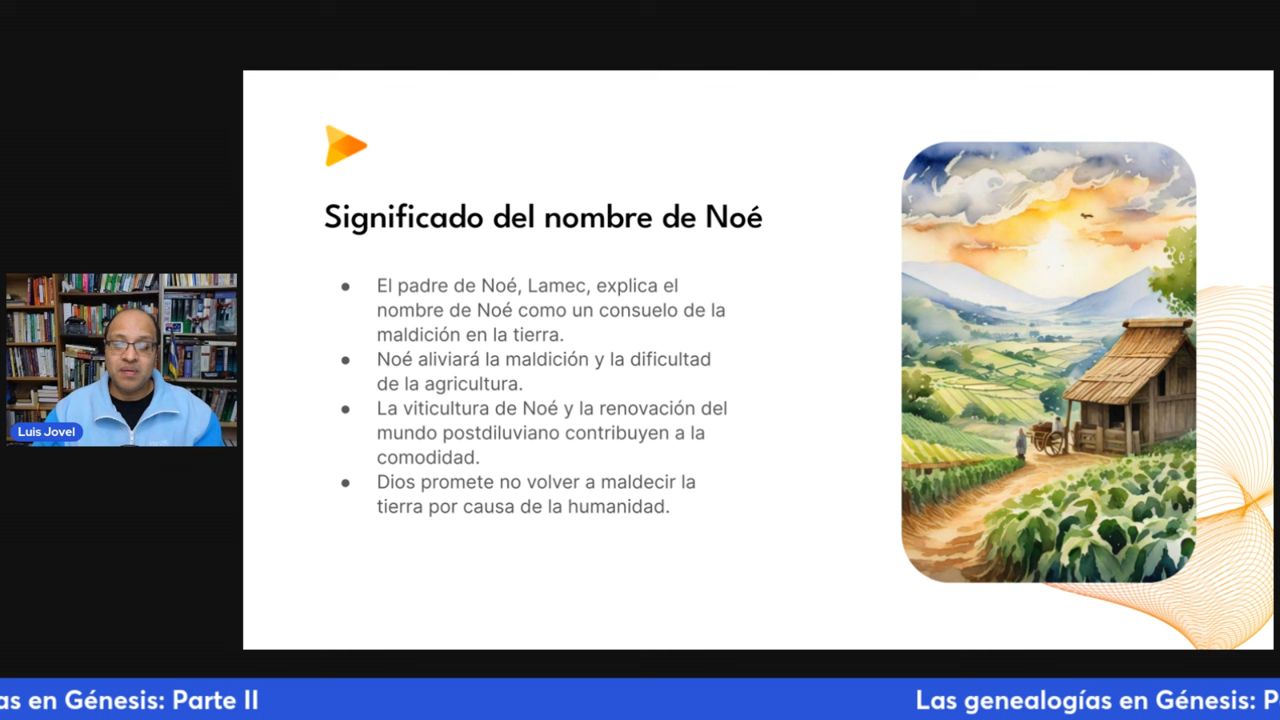 Significado del nombre de Noé
● El padre de Noé, Lamec, explica el
nombre de Noé como un consuelo de la
maldición en la tierra.
● Noé aliviará la maldición y la dificultad
de la agricultura.
● La viticultura de Noé y la renovación del
mundo postdiluviano contribuyen a la
comodidad.
● Dios promete no volver a maldecir la
tierra por causa de la humanidad.
Luis Jovel
as en Génesis: Parte II
Las genealogías en Génesis: P